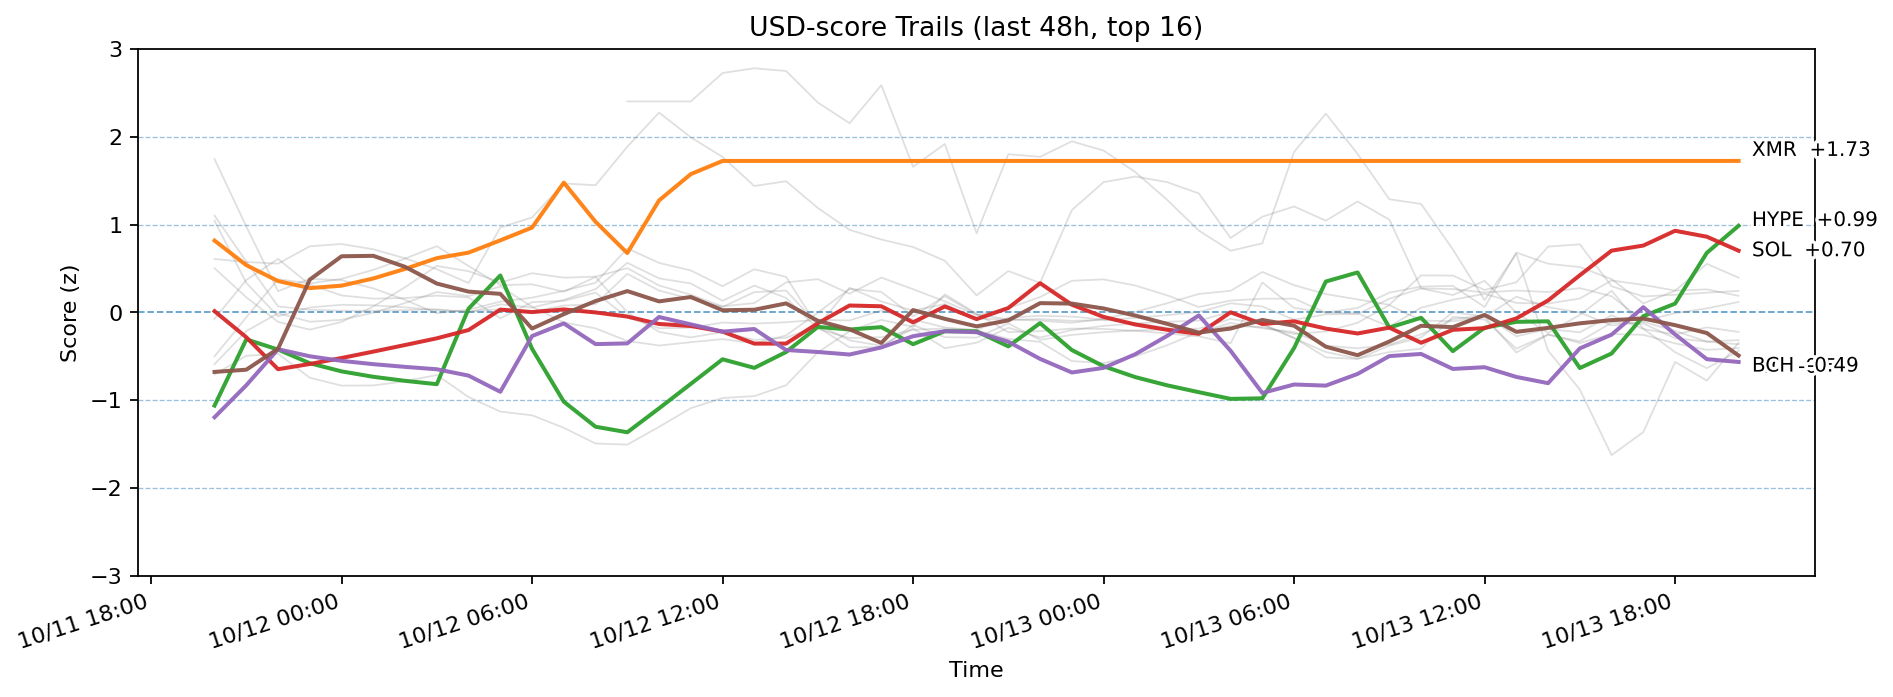 USD-score Trails (last 48h, top 16)
Score (z)
3
2
1
0
−1
−2
−3
XMR +1.73
HYPE +0.99
SOL +0.70
BCH -0.49
10/11 18:00
10/12 00:00
10/12 06:00
10/12 12:00
10/12 18:00
10/13 00:00
10/13 06:00
10/13 12:00
10/13 18:00
Time